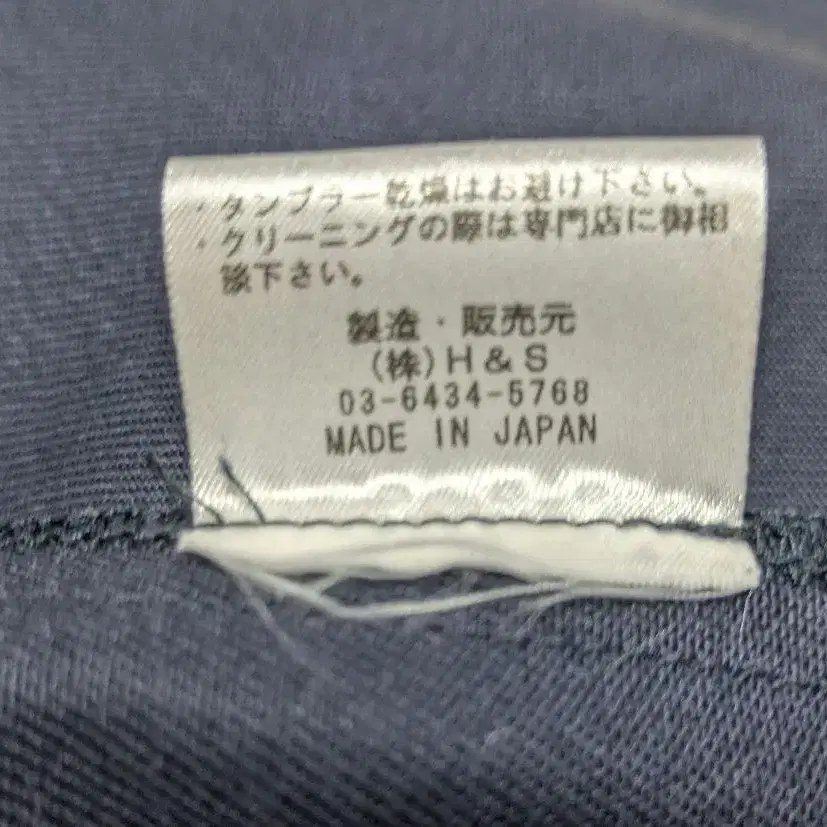 ・タンブラー乾燥はお避け下さい。
・クリーニングの際は専門店に御相
談下さい。
製造・販売元
(株)H&S
03-6434-5768
MADE IN JAPAN